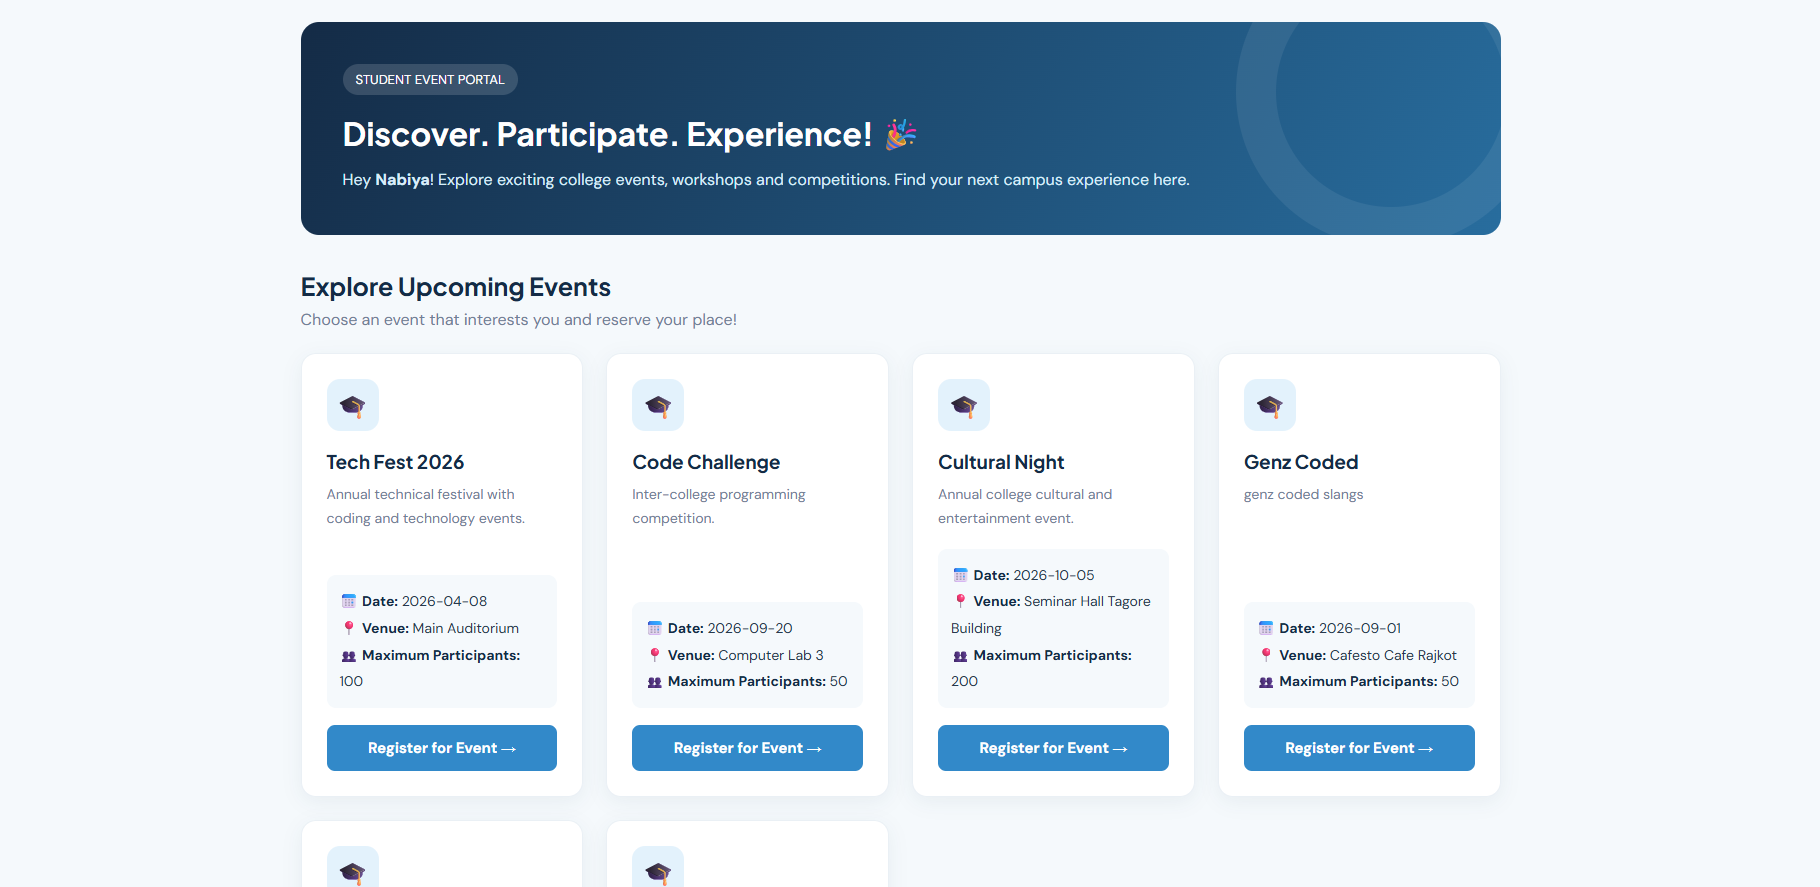 STUDENT EVENT PORTAL
Discover. Participate. Experience! 🎉
Hey Nabiya! Explore exciting college events, workshops and competitions. Find your next campus experience here.
Explore Upcoming Events
Choose an event that interests you and reserve your place!
Tech Fest 2026
Annual technical festival with
coding and technology events.
Date: 2026-04-08
Venue: Main Auditorium
Maximum Participants:
100
Register for Event →
Code Challenge
Inter-college programming
competition.
Date: 2026-09-20
Venue: Computer Lab 3
Maximum Participants: 50
Register for Event →
Cultural Night
Annual college cultural and
entertainment event.
Date: 2026-10-05
Venue: Seminar Hall Tagore
Building
Maximum Participants:
200
Register for Event →
Genz Coded
genz coded slangs
Date: 2026-09-01
Venue: Cafesto Cafe Rajkot
Maximum Participants: 50
Register for Event →